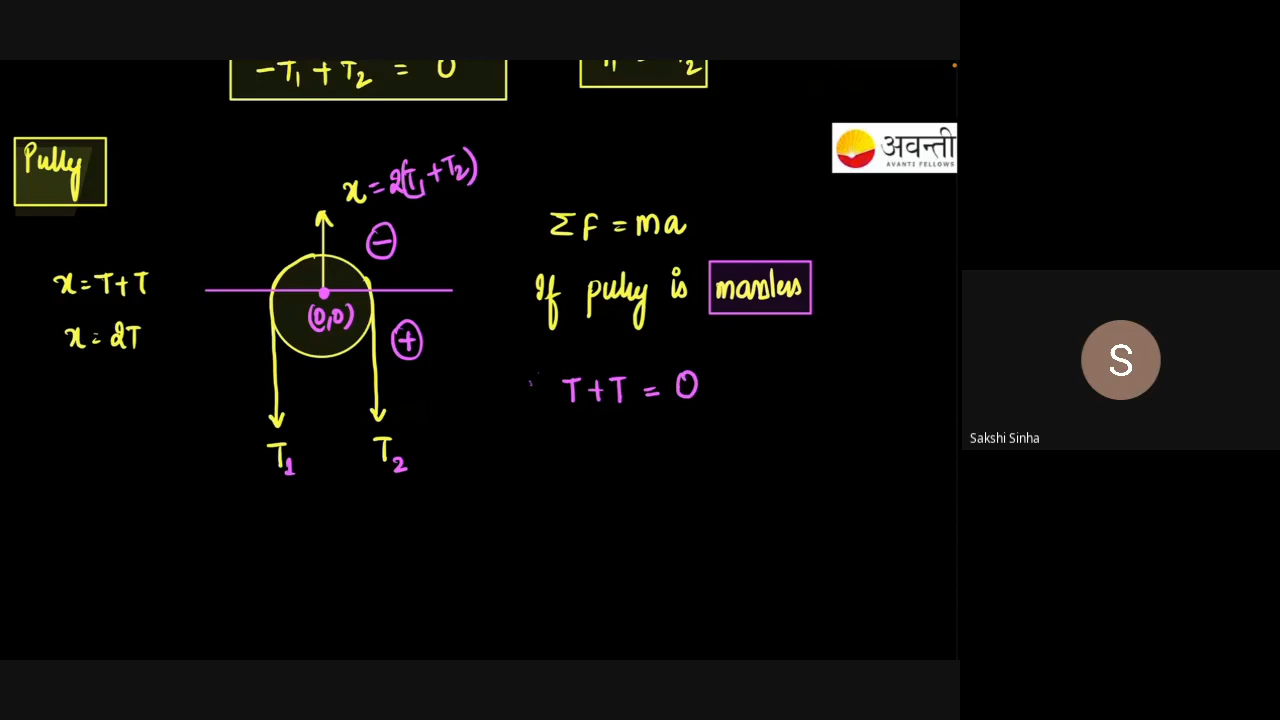 -T₁ + T₂ = 0
Pully
x = 2(T₁ + T₂)
अवन्ती
AVANTI FELLOWS
⊖
ΣF = ma
x = T + T
If pully is massless
(0,0)
x = 2T
⊕
T + T = 0
T₁
T₂
S
Sakshi Sinha